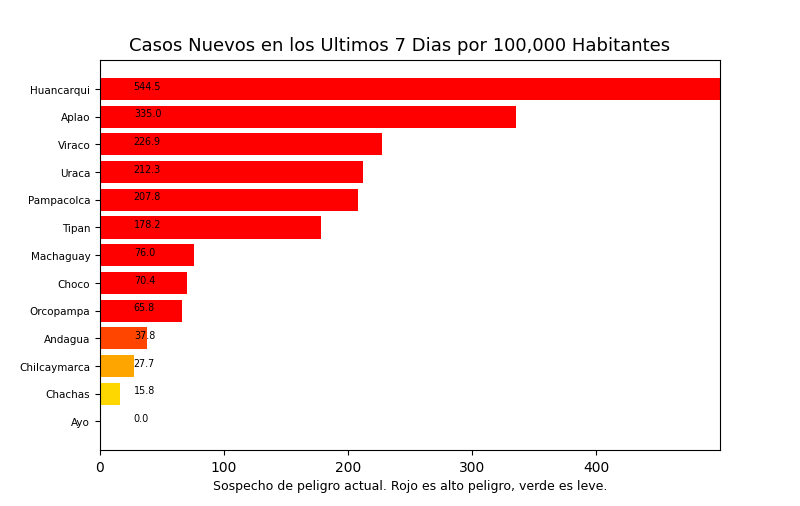 Casos Nuevos en los Ultimos 7 Dias por 100,000 Habitantes
Huancarqui 544.5
Aplao 335.0
Viraco 226.9
Uraca 212.3
Pampacolca 207.8
Tipan 178.2
Machaguay 76.0
Choco 70.4
Orcopampa 65.8
Andagua 37.8
Chilcaymarca 27.7
Chachas 15.8
Ayo 0.0
0 100 200 300 400
Sospecho de peligro actual. Rojo es alto peligro, verde es leve.